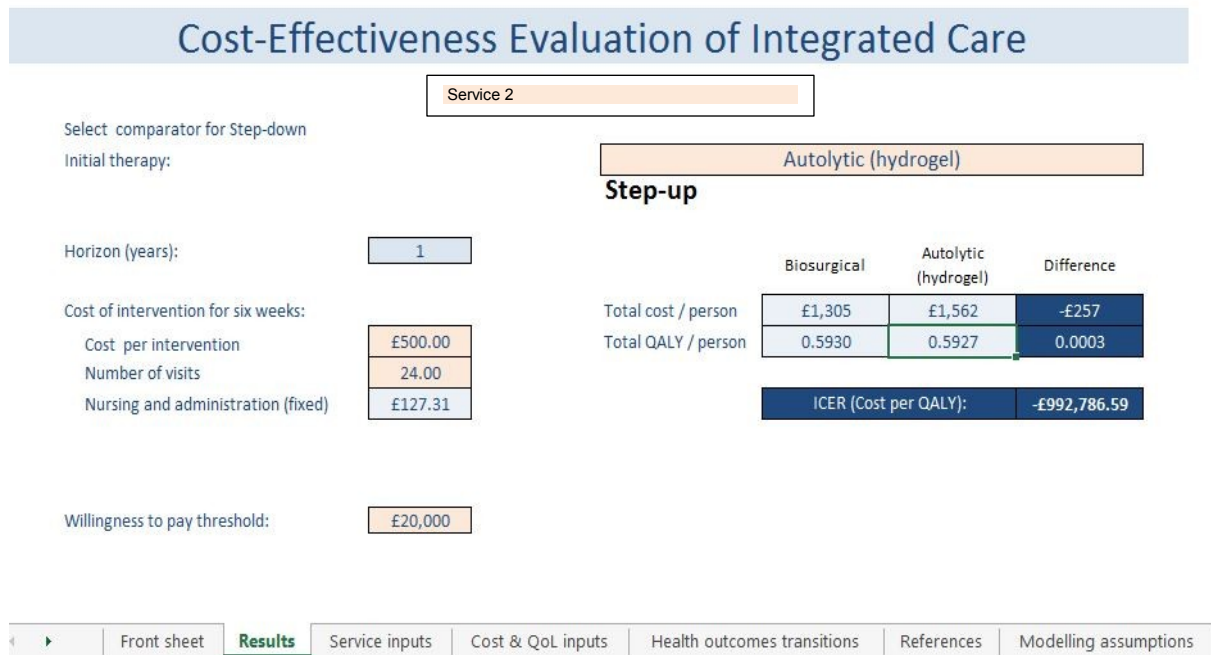 Cost-Effectiveness Evaluation of Integrated Care
Service 2
Select comparator for Step-down
Initial therapy:
Autolytic (hydrogel)
Step-up
Horizon (years):
1
Biosurgical
Autolytic
(hydrogel)
Difference
Cost of intervention for six weeks:
Total cost / person
£1,305
£1,562
-£257
Cost per intervention
£500.00
Total QALY / person
0.5930
0.5927
0.0003
Number of visits
24.00
Nursing and administration (fixed)
£127.31
ICER (Cost per QALY):
-£992,786.59
Willingness to pay threshold:
£20,000
Front sheet
Results
Service inputs
Cost & QoL inputs
Health outcomes transitions
References
Modelling assumptions